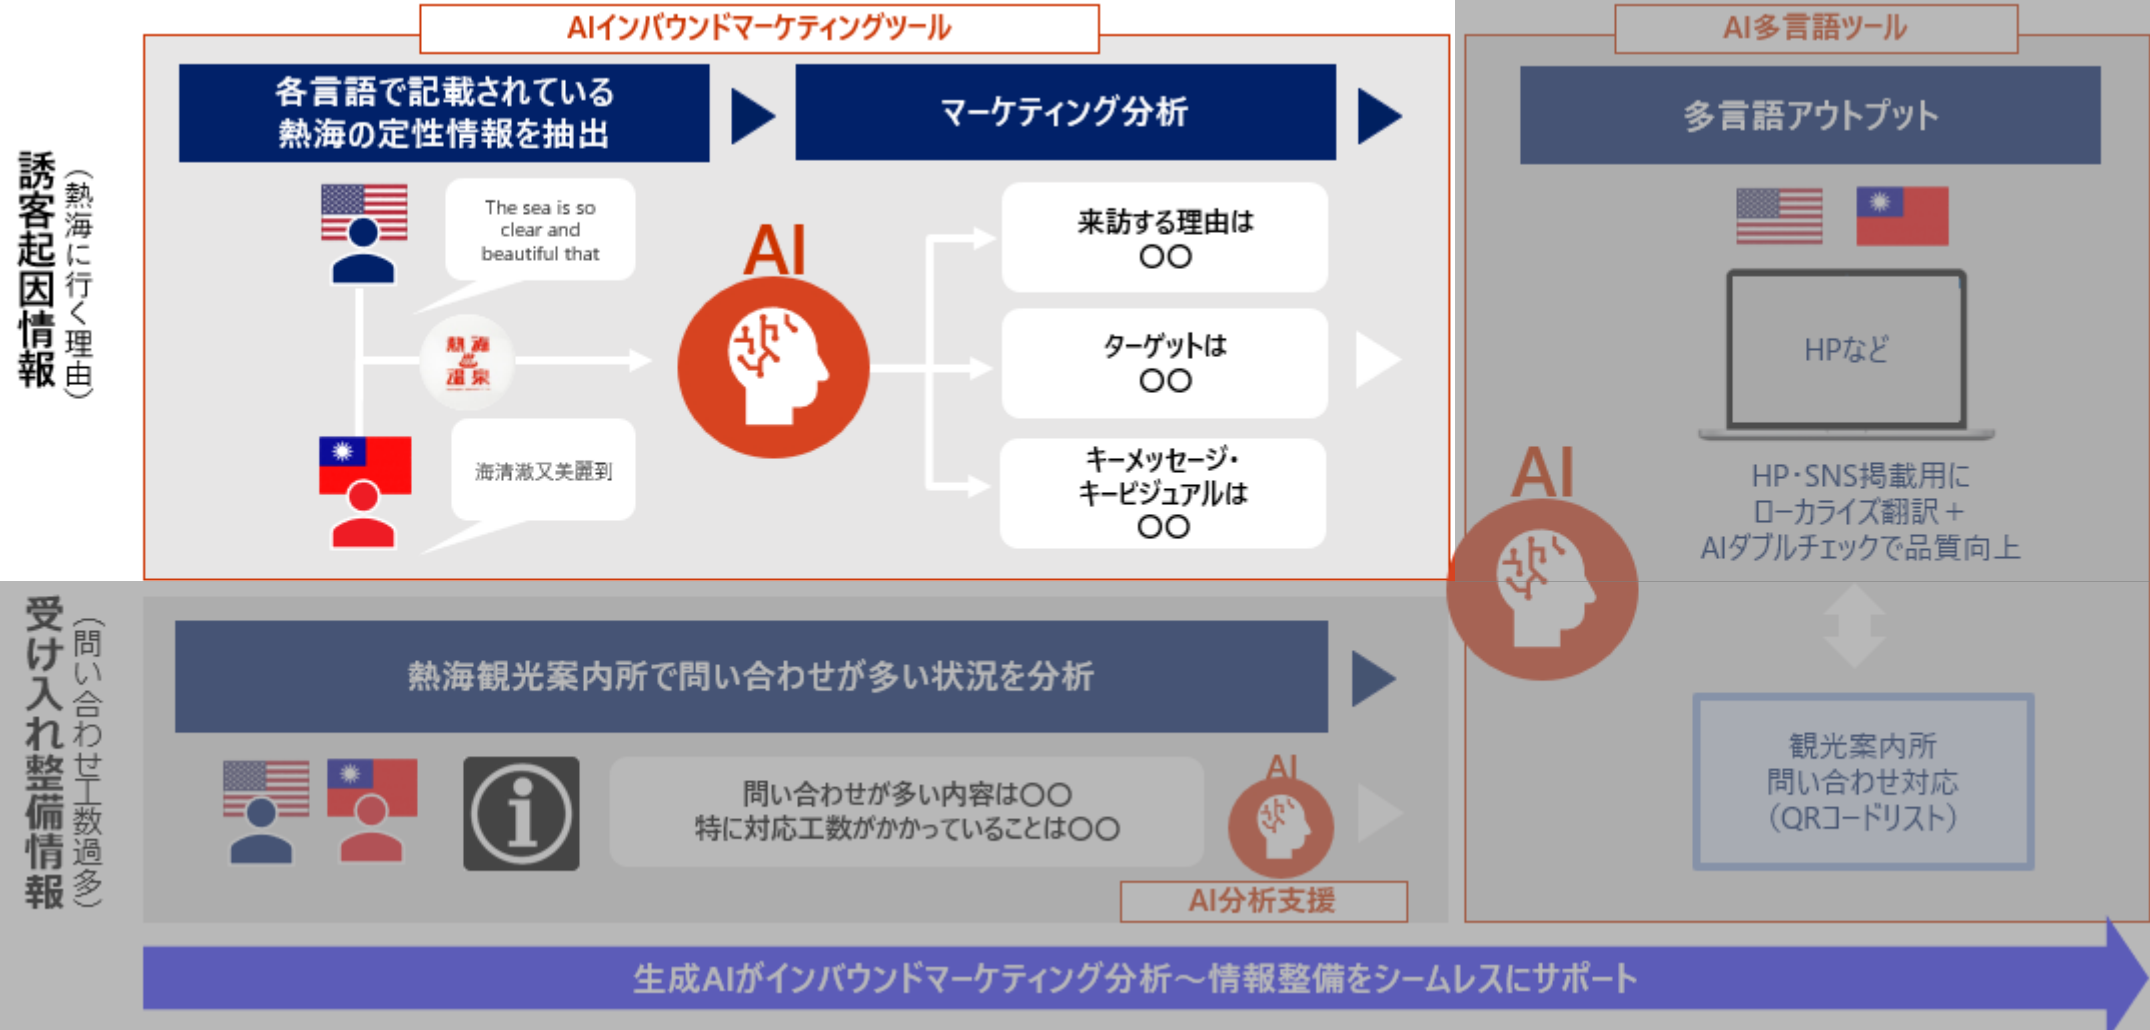 AIインバウンドマーケティングツール
AI多言語ツール
誘客起因情報
（熱海に行く理由）
各言語で記載されている
熱海の定性情報を抽出
マーケティング分析
多言語アウトプット
The sea is so
clear and
beautiful that
熱海
温泉
海清澈又美麗到
AI
来訪する理由は
〇〇
ターゲットは
〇〇
キーメッセージ・
キービジュアルは
〇〇
HPなど
AI
HP・SNS掲載用に
ローカライズ翻訳＋
AIダブルチェックで品質向上
受け入れ整備情報
（問い合わせ工数過多）
熱海観光案内所で問い合わせが多い状況を分析
問い合わせが多い内容は〇〇
特に対応工数がかかっていることは〇〇
AI
AI分析支援
観光案内所
問い合わせ対応
（QRコードリスト）
生成AIがインバウンドマーケティング分析～情報整備をシームレスにサポート